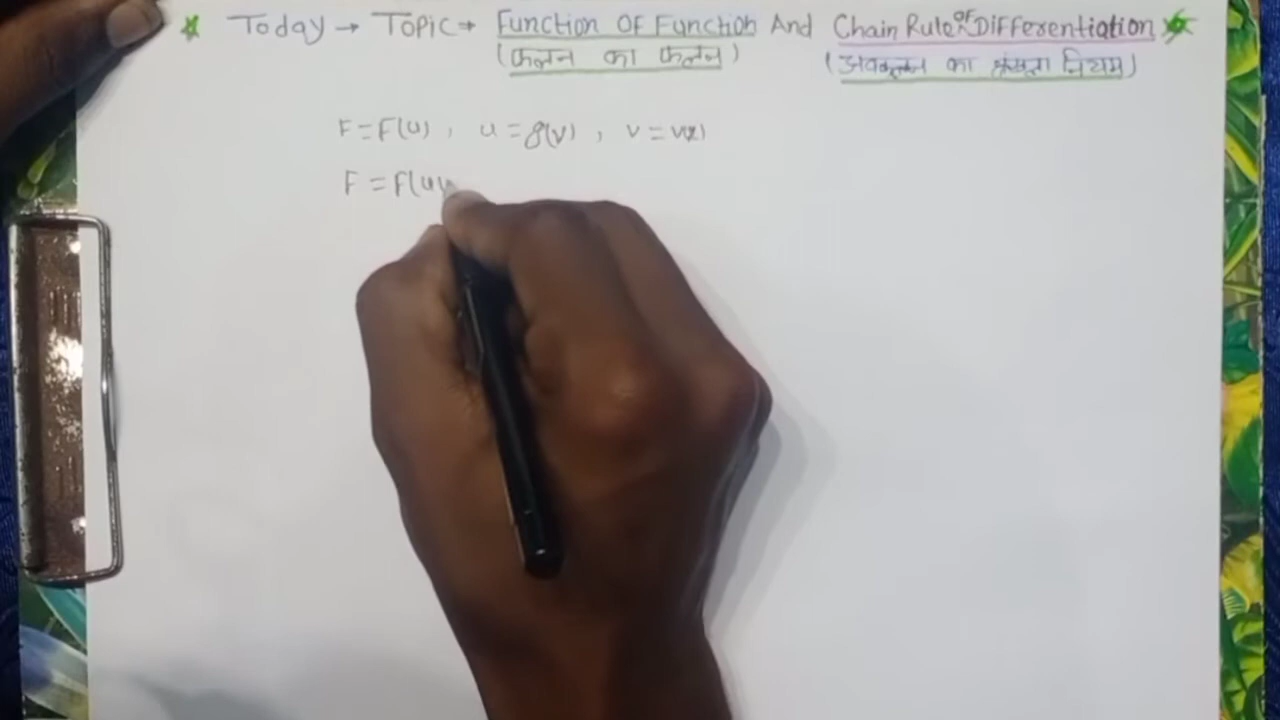 * Today → Topic → Function Of Function And Chain Rule of Differentiation *
(फलन का फलन) (अवकलन का श्रृंखला नियम)
F = F(u) , u = g(v) , v = v(x)
F = F(u(